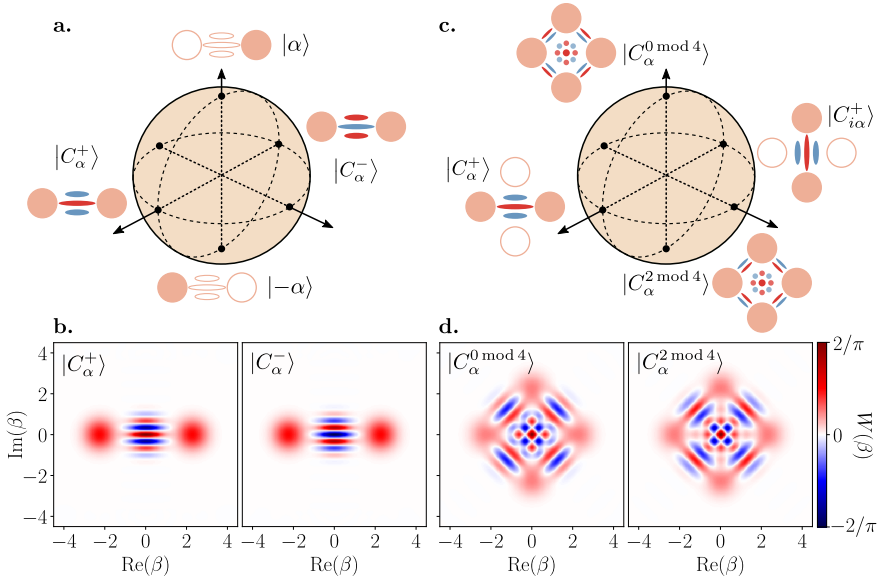 a.
|α⟩
|C_α^+⟩
|C_α^-⟩
|−α⟩
c.
|C_α^{0 mod 4}⟩
|C_{iα}^+⟩
|C_α^+⟩
|C_α^{2 mod 4}⟩
b.
|C_α^+⟩
|C_α^-⟩
4
2
0
−2
−4
Im(β)
−4 −2 0 2 4
Re(β)
−4 −2 0 2 4
Re(β)
d.
|C_α^{0 mod 4}⟩
|C_α^{2 mod 4}⟩
−4 −2 0 2 4
Re(β)
−4 −2 0 2 4
Re(β)
2/π
0
−2/π
W(β)